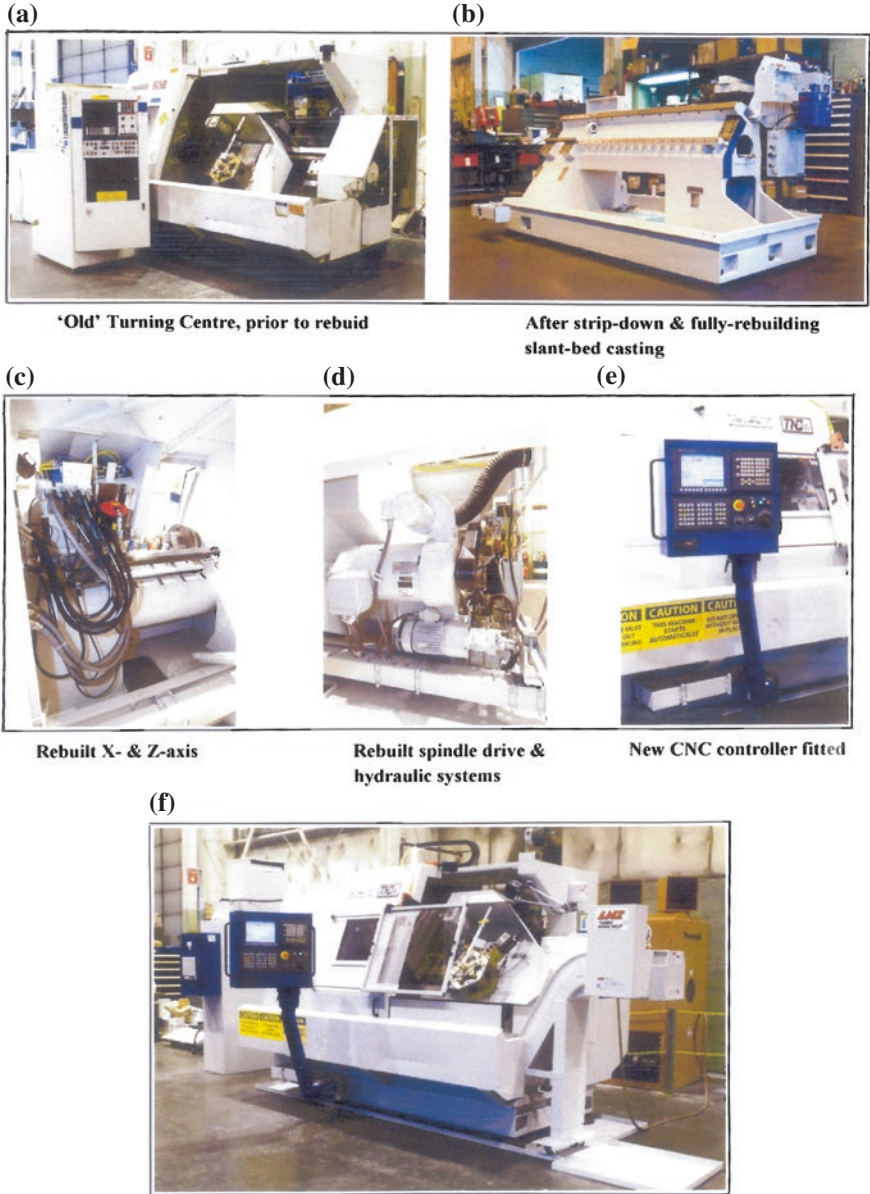 (a)
(b)
'Old' Turning Centre, prior to rebuid
After strip-down & fully-rebuilding
slant-bed casting
(c)
(d)
(e)
TNC
CAUTION
THIS MACHINE
STARTS
AUTOMATICALLY
Rebuilt X- & Z-axis
Rebuilt spindle drive &
hydraulic systems
New CNC controller fitted
(f)